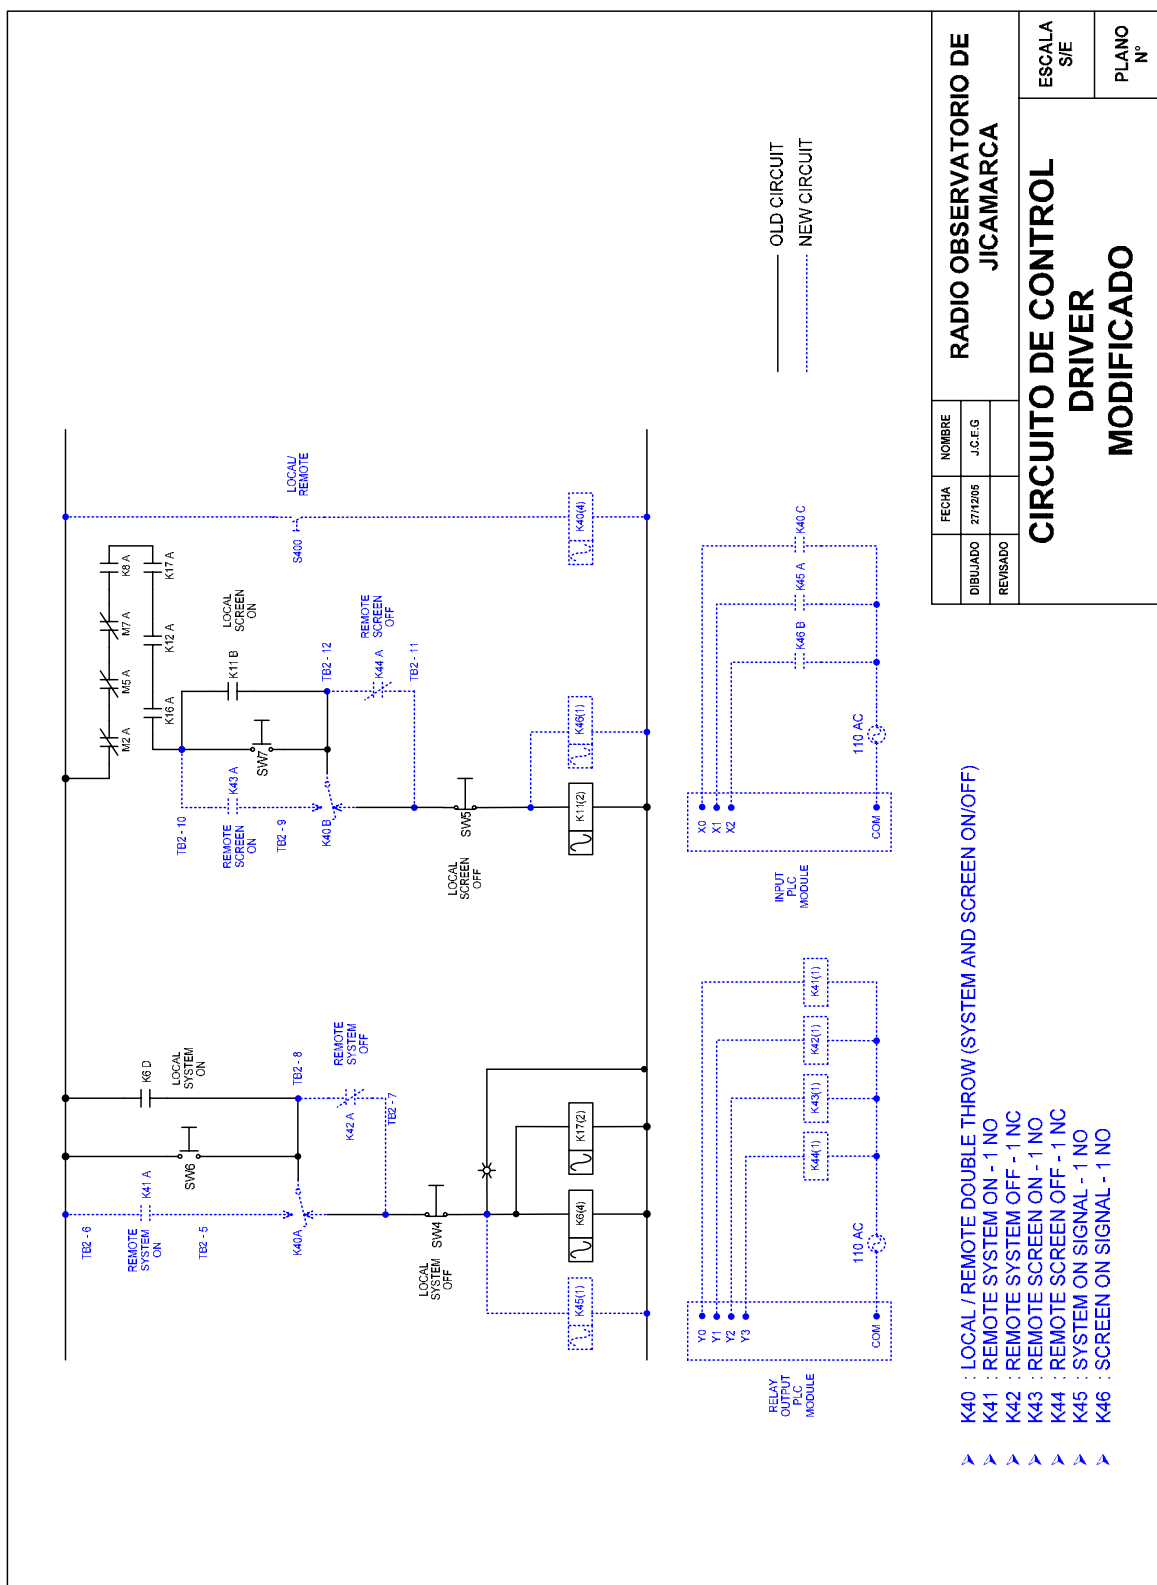 TB2 - 6
REMOTE
SYSTEM
ON
K41 A
TB2 - 5
SW6
K6 D
LOCAL
SYSTEM
ON
TB2 - 8
K40A
REMOTE
SYSTEM
OFF
K42 A
TB2 - 7
LOCAL
SYSTEM
OFF
SW4
K45(1)
K6(4)
K17(2)
M2 A
M5 A
M7 A
K8 A
K16 A
K12 A
K17 A
TB2 - 10
REMOTE
SCREEN
ON
K43 A
TB2 - 9
SW7
K11 B
LOCAL
SCREEN
ON
TB2 - 12
K40 B
REMOTE
SCREEN
OFF
K44 A
TB2 - 11
LOCAL
SCREEN
OFF
SW5
K11(2)
K46(1)
LOCAL/
REMOTE
S400
K40(4)
RELAY
OUTPUT
PLC
MODULE
Y0
Y1
Y2
Y3
COM
110 AC
K44(1)
K43(1)
K42(1)
K41(1)
INPUT
PLC
MODULE
X0
X1
X2
COM
110 AC
K46 B
K45 A
K40 C
OLD CIRCUIT
NEW CIRCUIT
K40 : LOCAL / REMOTE DOUBLE THROW (SYSTEM AND SCREEN ON/OFF)
K41 : REMOTE SYSTEM ON - 1 NO
K42 : REMOTE SYSTEM OFF - 1 NC
K43 : REMOTE SCREEN ON - 1 NO
K44 : REMOTE SCREEN OFF - 1 NC
K45 : SYSTEM ON SIGNAL - 1 NO
K46 : SCREEN ON SIGNAL - 1 NO
FECHA
NOMBRE
DIBUJADO
27/12/05
J.C.E.G
REVISADO
RADIO OBSERVATORIO DE
JICAMARCA
CIRCUITO DE CONTROL
DRIVER
MODIFICADO
ESCALA
S/E
PLANO
N°